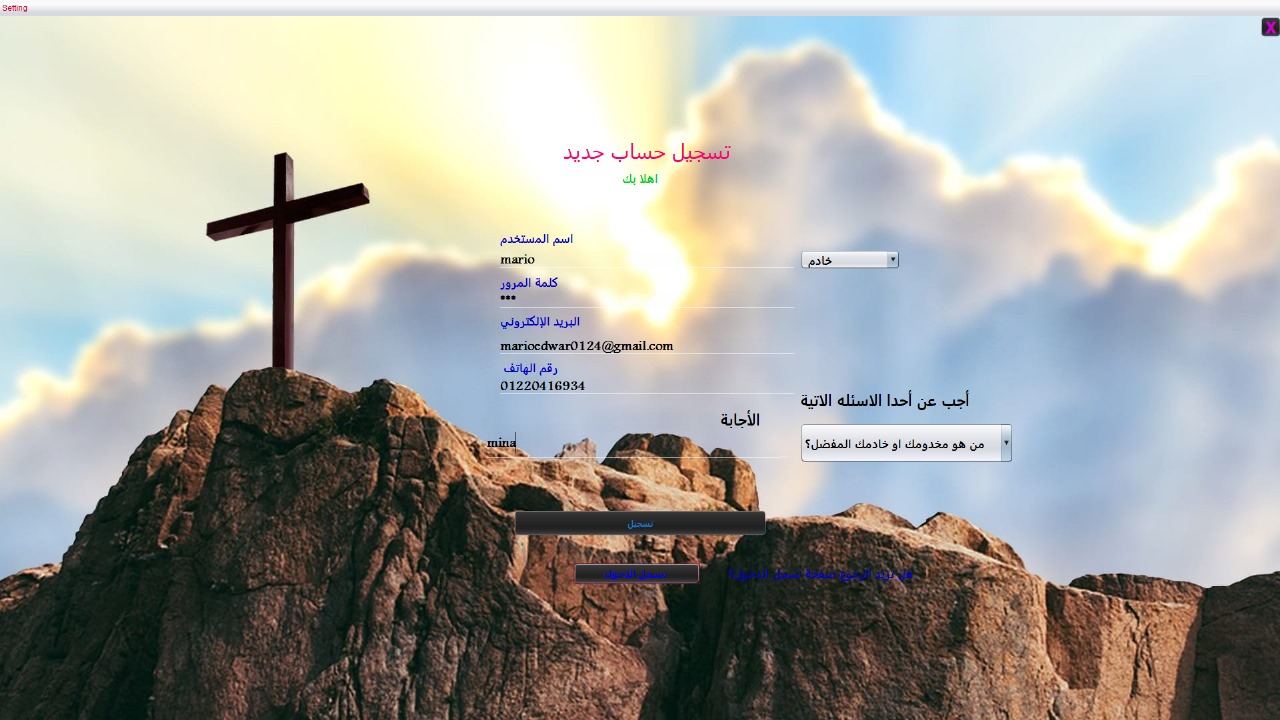 Setting
X
تسجيل حساب جديد
اهلا بك
اسم المستخدم
mario
خادم
كلمة المرور
***
البريد الإلكتروني
mariocdwar0124@gmail.com
رقم الهاتف
01220416934
أجب عن أحدا الاسئله الاتية
الأجابة
من هو مخدومك او خادمك المفضل؟
mina
تسجيل
هل تريد الرجوع لصفحة تسجيل الدخول؟
تسجيل الدخول